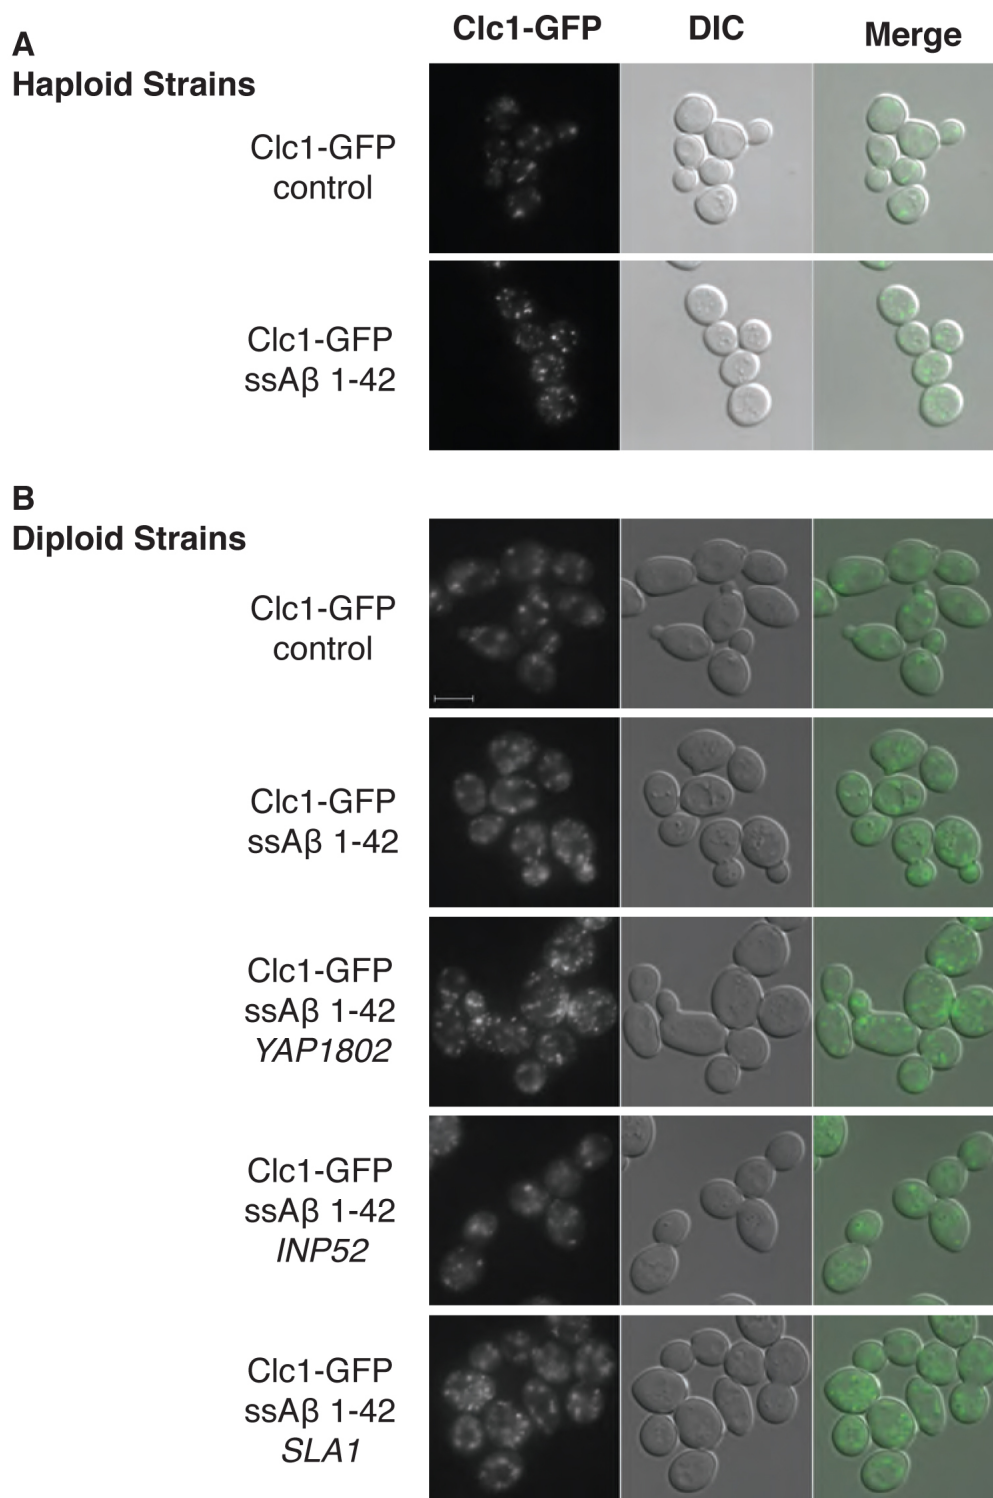 A
Haploid Strains
Clc1-GFP
DIC
Merge
Clc1-GFP
control
Clc1-GFP
ssAβ 1-42
B
Diploid Strains
Clc1-GFP
control
Clc1-GFP
ssAβ 1-42
Clc1-GFP
ssAβ 1-42
YAP1802
Clc1-GFP
ssAβ 1-42
INP52
Clc1-GFP
ssAβ 1-42
SLA1